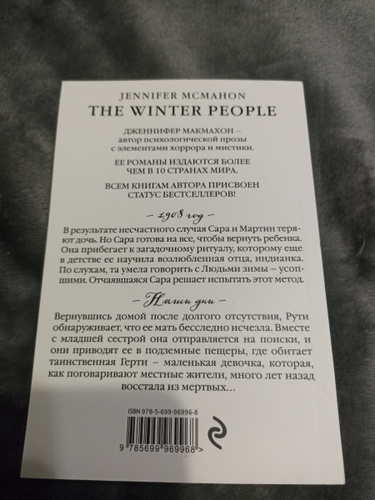 JENNIFER MCMAHON
THE WINTER PEOPLE
ДЖЕННИФЕР МАКМАХОН –
автор психологической прозы
с элементами хоррора и мистики.
ЕЕ РОМАНЫ ИЗДАЮТСЯ БОЛЕЕ
ЧЕМ В 10 СТРАНАХ МИРА.
ВСЕМ КНИГАМ АВТОРА ПРИСВОЕН
СТАТУС БЕСТСЕЛЛЕРОВ!
– 1908 год –
В результате несчастного случая Сара и Мартин теря-
ют дочь. Но Сара готова на все, чтобы вернуть ребенка.
Она прибегает к загадочному ритуалу, которому еще
в детстве ее научила возлюбленная отца, индианка.
По слухам, та умела говорить с Людьми зимы – усоп-
шими. Отчаявшаяся Сара решает испытать этот метод.
– Наши дни –
Вернувшись домой после долгого отсутствия, Рути
обнаруживает, что ее мать бесследно исчезла. Вместе
с младшей сестрой она отправляется на поиски, и
они приводят ее в подземные пещеры, где обитает
таинственная Герти – маленькая девочка, которая,
как поговаривают местные жители, много лет назад
восстала из мертвых...
ISBN 978-5-699-96996-8
9 785699 969968 >